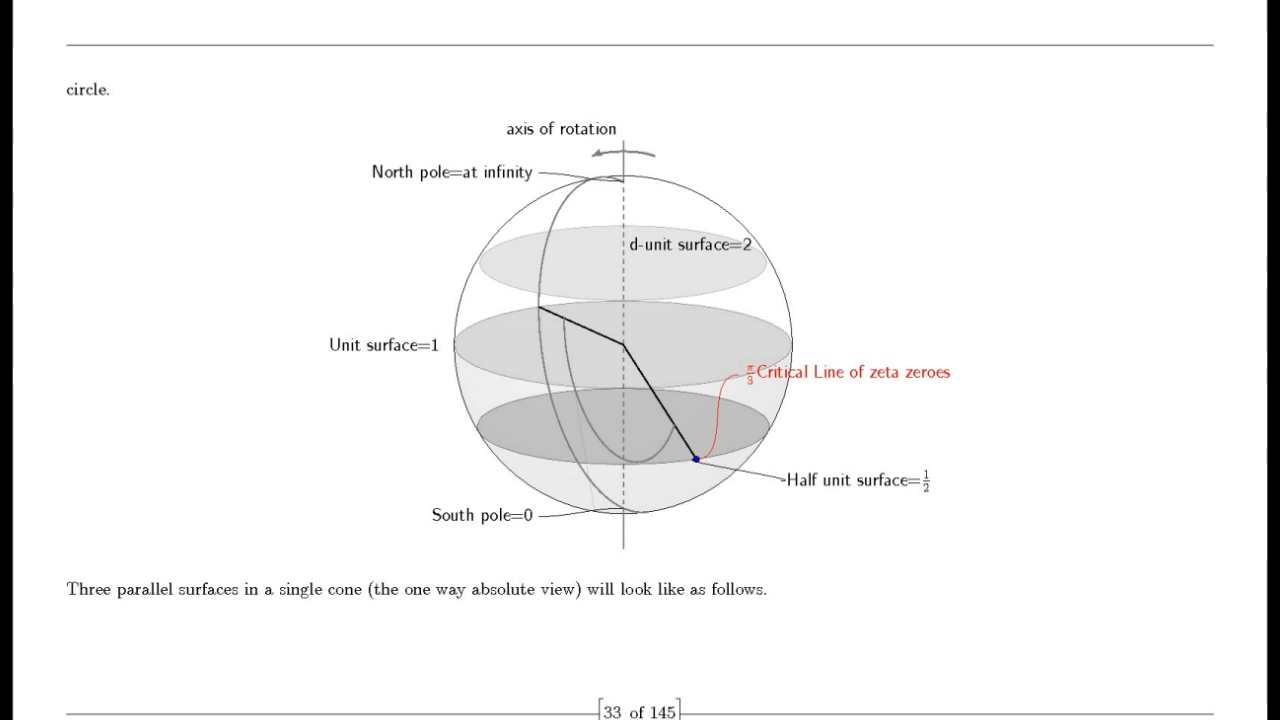 circle.
axis of rotation
North pole=at infinity
d-unit surface=2
Unit surface=1
π/3 Critical Line of zeta zeroes
Half unit surface=1/2
South pole=0
Three parallel surfaces in a single cone (the one way absolute view) will look like as follows.
[33 of 145]